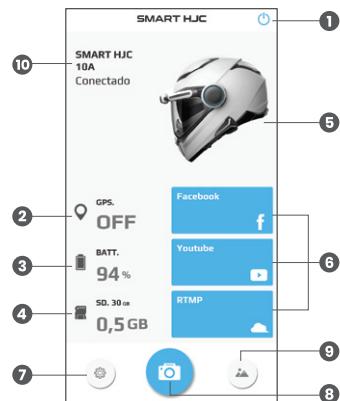 SMART HJC
1
10
SMART HJC
10A
Conectado
5
GPS.
2
OFF
Facebook
f
BATT.
3
94 %
Youtube
6
SD. 30 GB
4
0,5 GB
RTMP
9
7
8